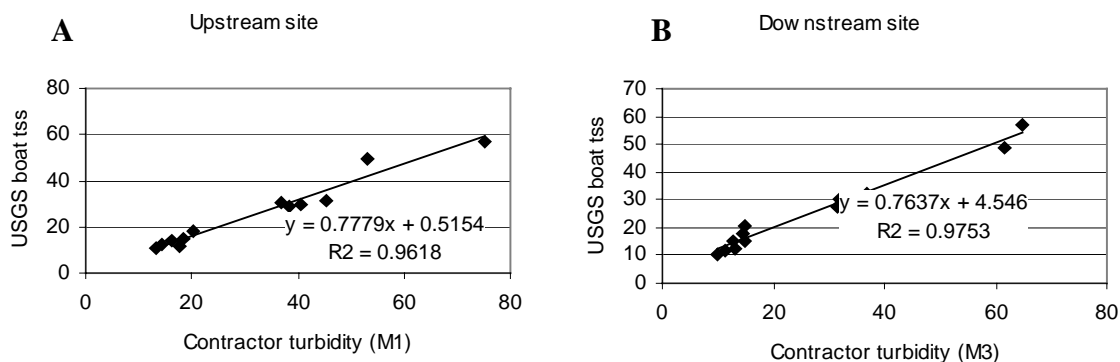 A
Upstream site
USGS boat tss
80
60
40
20
0
y = 0.7779x + 0.5154
R2 = 0.9618
0 20 40 60 80
Contractor turbidity (M1)
B
Dow nstream site
USGS boat tss
70
60
50
40
30
20
10
0
y = 0.7637x + 4.546
R2 = 0.9753
0 20 40 60 80
Contractor turbidity (M3)